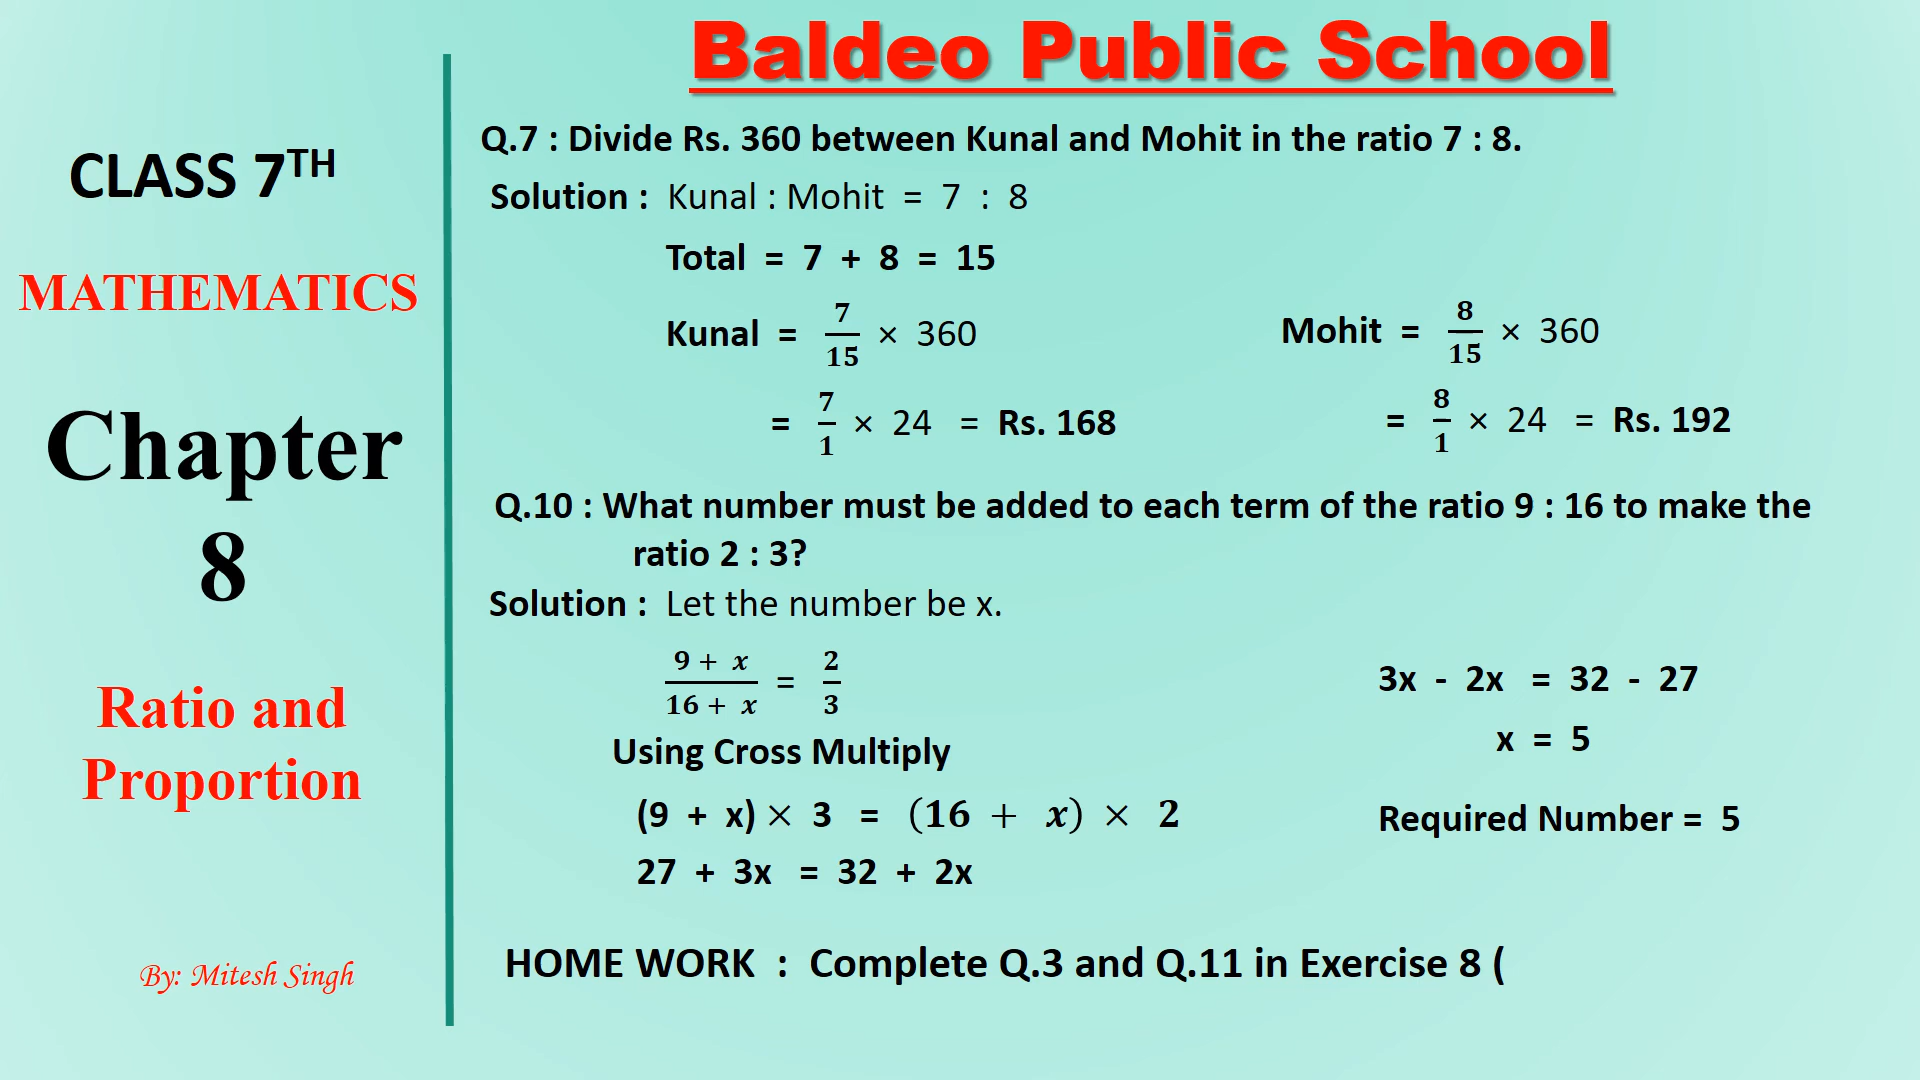 Baldeo Public School
CLASS 7TH
MATHEMATICS
Chapter
8
Ratio and
Proportion
By: Mitesh Singh
Q.7 : Divide Rs. 360 between Kunal and Mohit in the ratio 7 : 8.
Solution : Kunal : Mohit = 7 : 8
Total = 7 + 8 = 15
Kunal = 7/15 × 360
= 7/1 × 24 = Rs. 168
Mohit = 8/15 × 360
= 8/1 × 24 = Rs. 192
Q.10 : What number must be added to each term of the ratio 9 : 16 to make the
ratio 2 : 3?
Solution : Let the number be x.
9 + x / 16 + x = 2/3
Using Cross Multiply
(9 + x) × 3 = (16 + x) × 2
27 + 3x = 32 + 2x
3x - 2x = 32 - 27
x = 5
Required Number = 5
HOME WORK : Complete Q.3 and Q.11 in Exercise 8 (